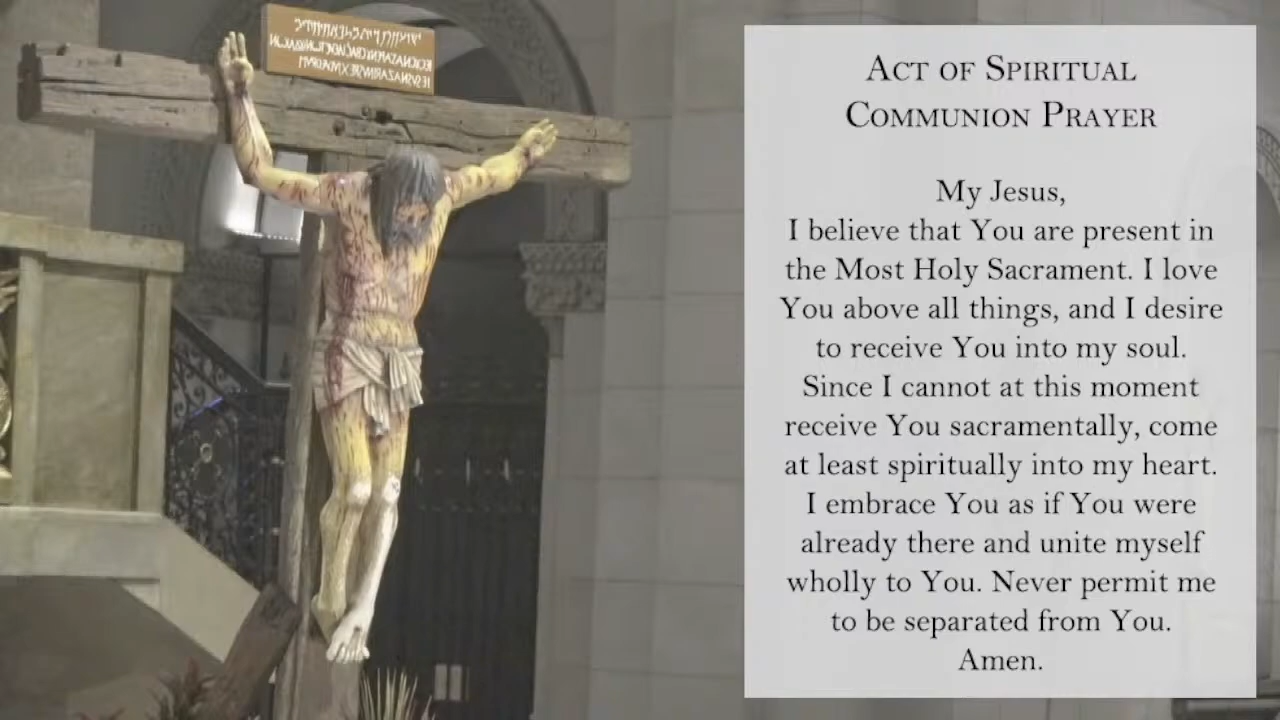 Act of Spiritual
Communion Prayer
My Jesus,
I believe that You are present in
the Most Holy Sacrament. I love
You above all things, and I desire
to receive You into my soul.
Since I cannot at this moment
receive You sacramentally, come
at least spiritually into my heart.
I embrace You as if You were
already there and unite myself
wholly to You. Never permit me
to be separated from You.
Amen.